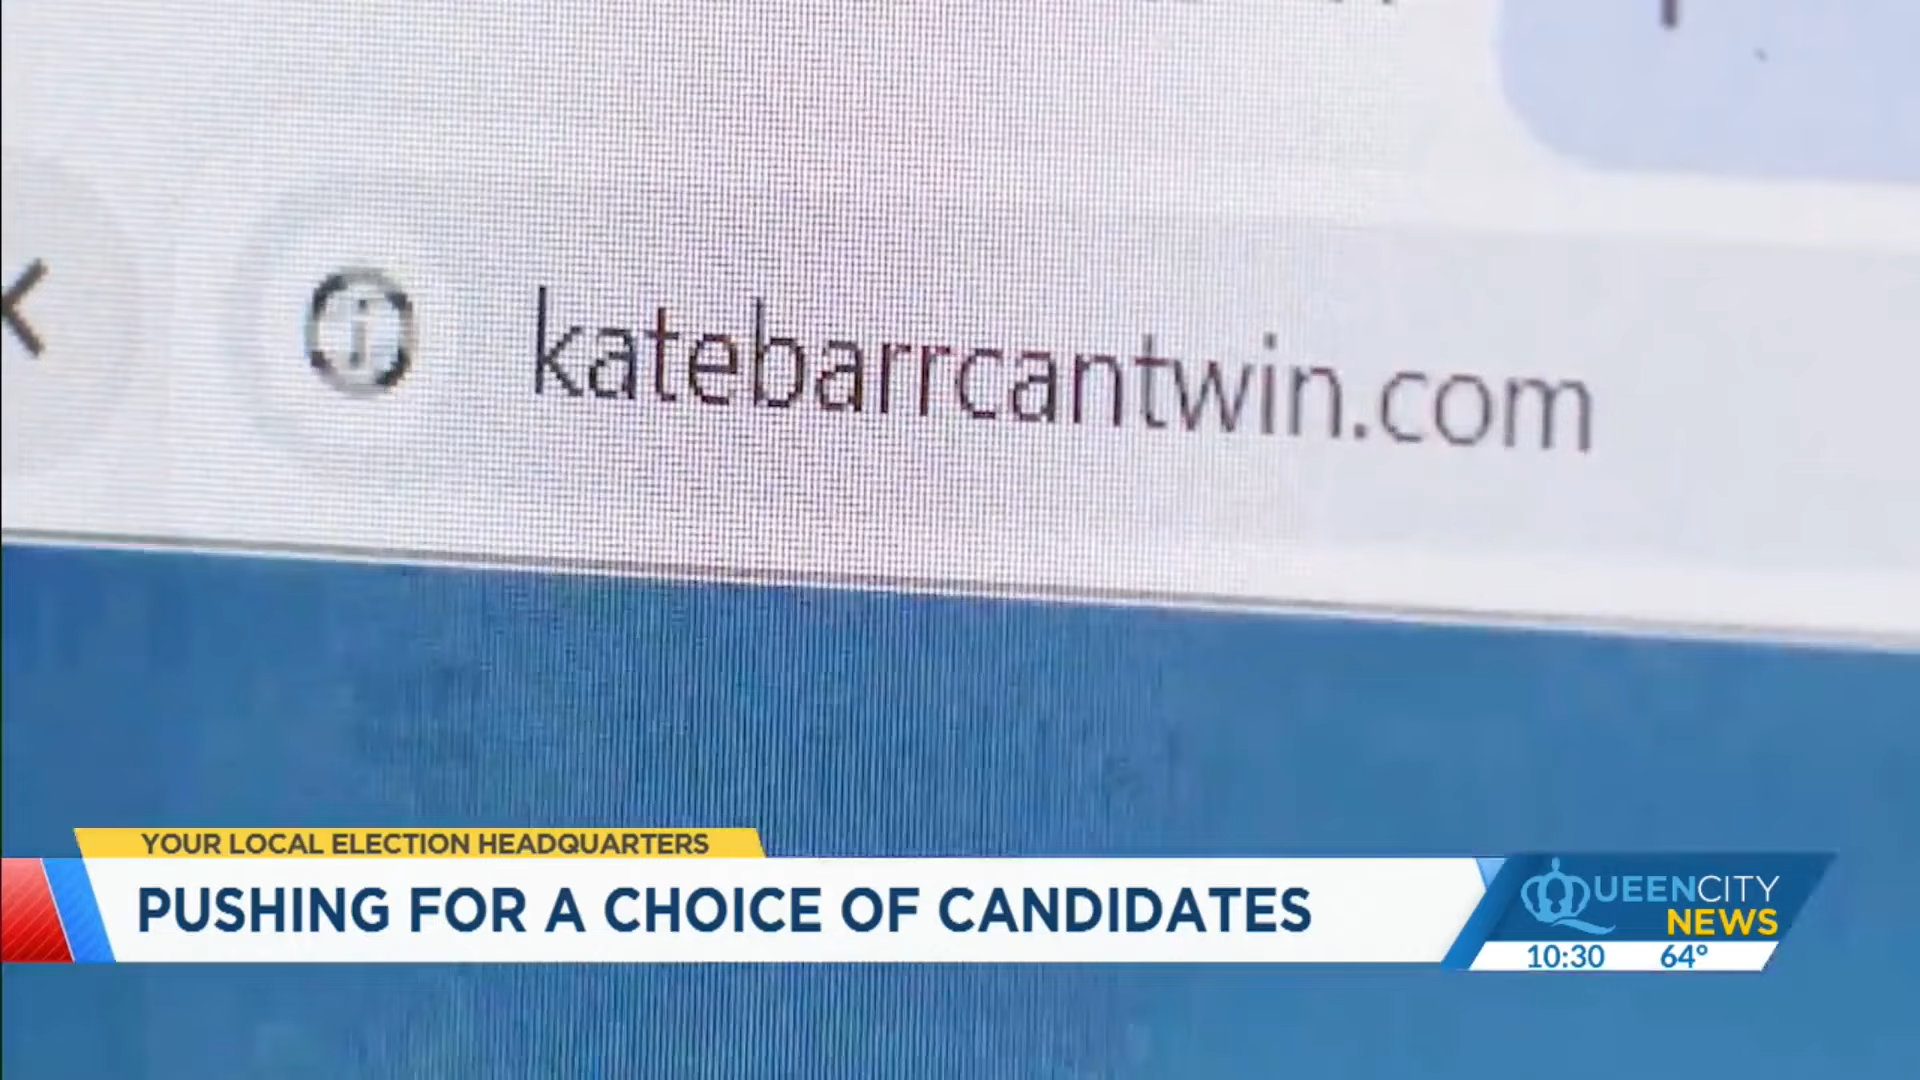 katebarrcantwin.com
YOUR LOCAL ELECTION HEADQUARTERS
PUSHING FOR A CHOICE OF CANDIDATES
QUEENCITY
NEWS
10:30 64°